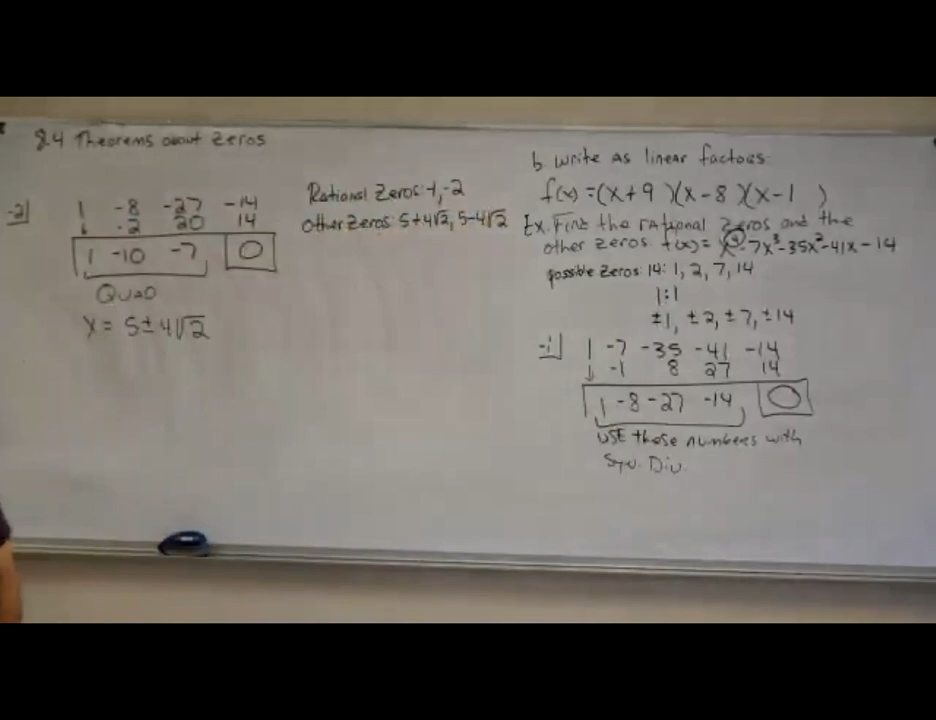 8.4 Theorems about Zeros
-2| 1 -8 -27 -14
↓ -2 20 14
1 -10 -7 0
QUAD
x = 5±4√2
Rational Zeros: -1, -2
Other Zeros: 5+4√2, 5-4√2
b. Write as linear factors
f(x) = (x+9)(x-8)(x-1)
Ex. Find the rational zeros and the
other zeros. f(x) = x⁴-7x³-35x²-41x-14
possible zeros: 14: 1, 2, 7, 14
1:1
±1, ±2, ±7, ±14
-1| 1 -7 -35 -41 -14
↓ -1 8 27 14
1 -8 -27 -14 0
USE these numbers with
Syn. Div.